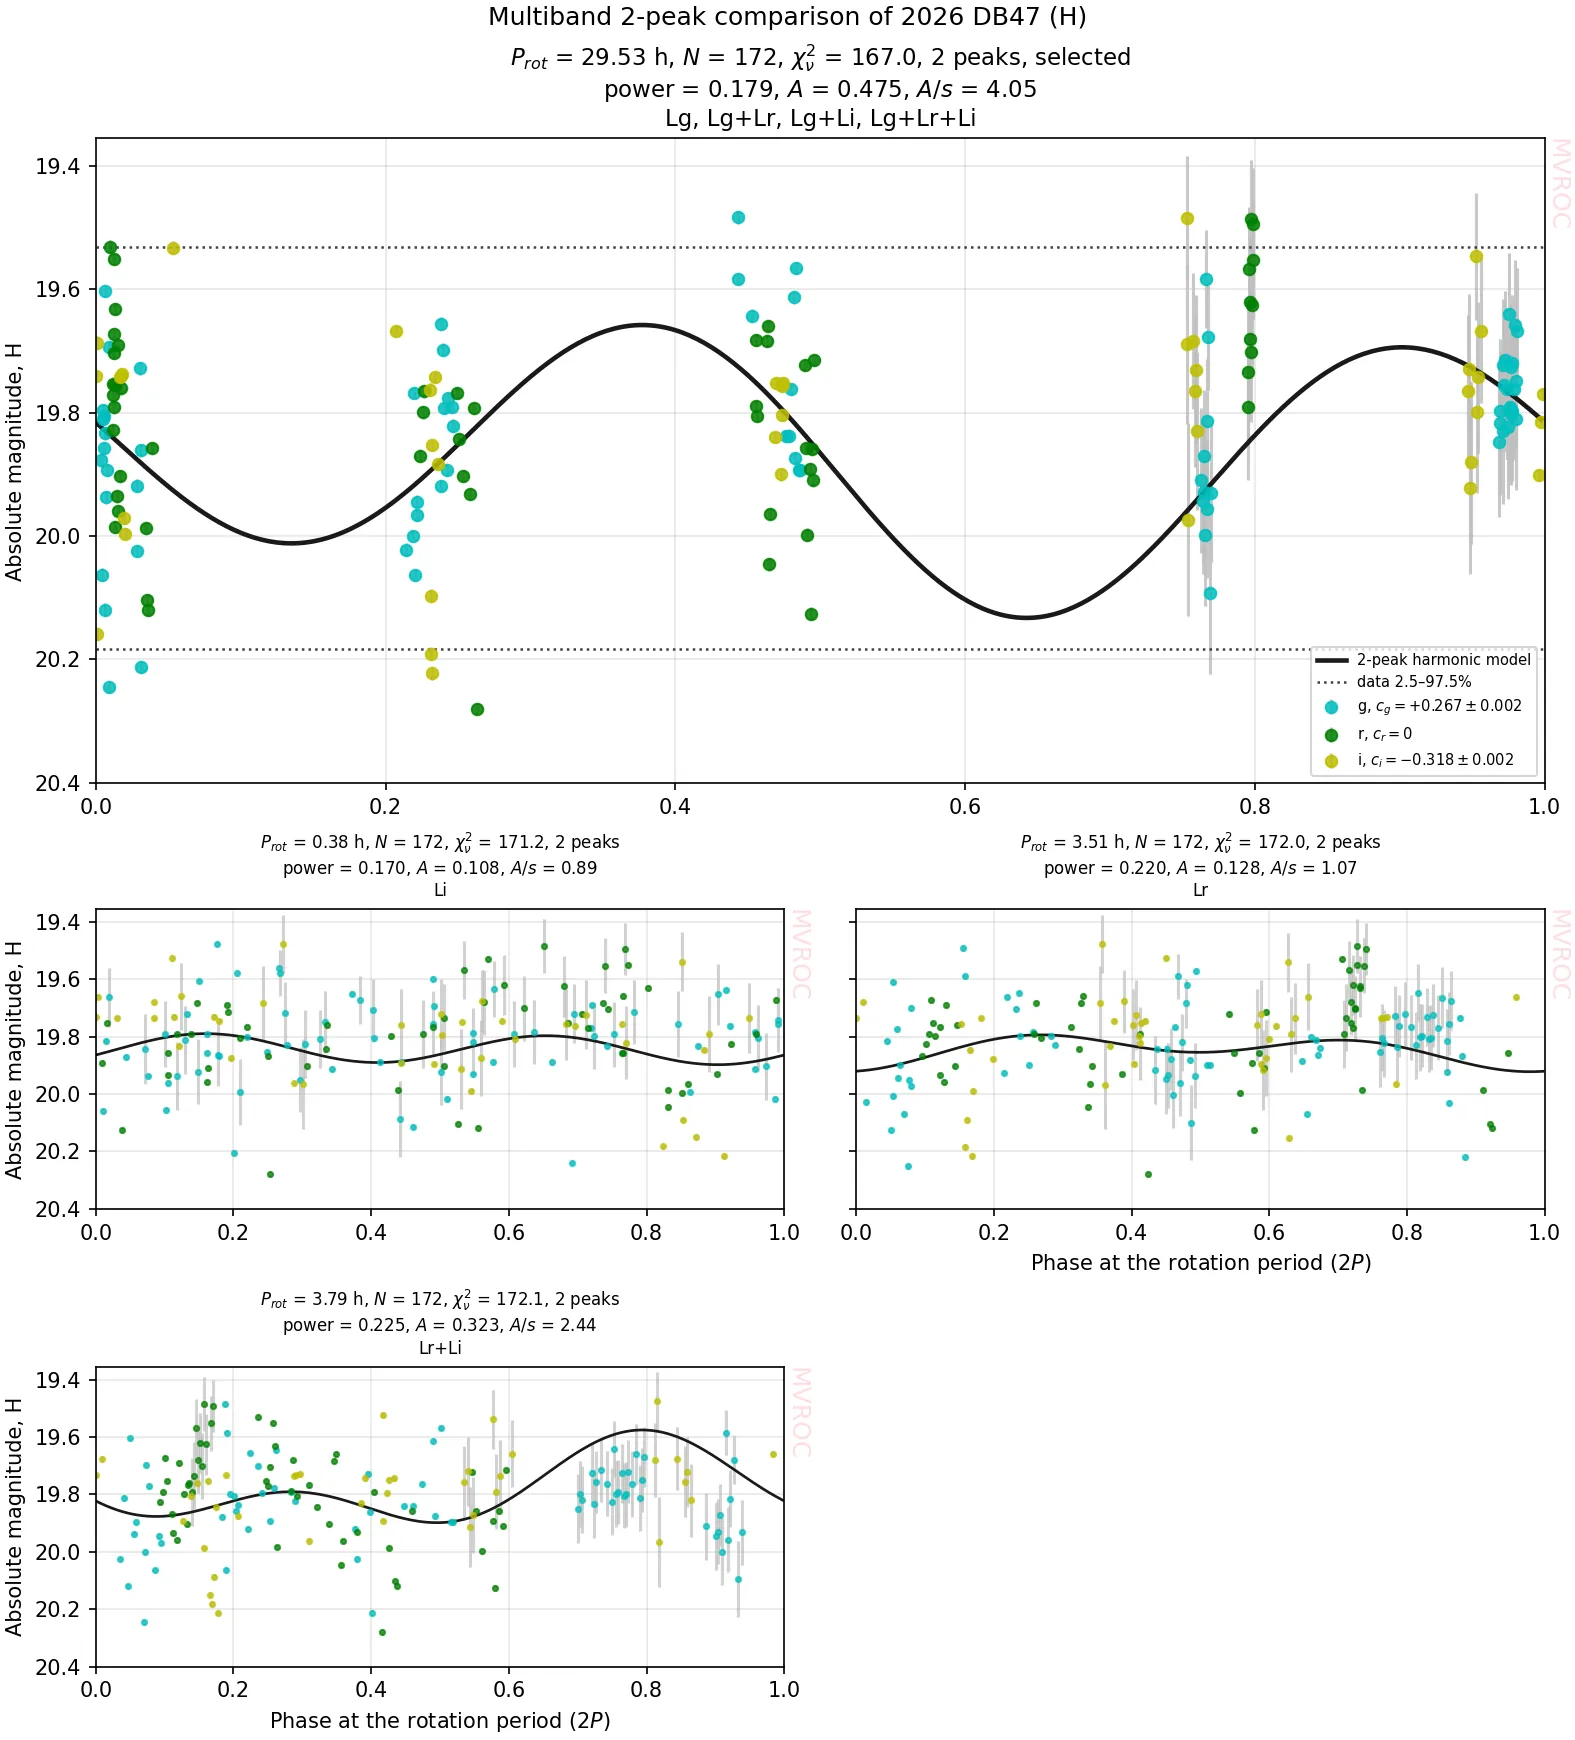 Multiband 2-peak comparison of 2026 DB47 (H)
P_rot = 29.53 h, N = 172, χ²_ν = 167.0, 2 peaks, selected
power = 0.179, A = 0.475, A/s = 4.05
Lg, Lg+Lr, Lg+Li, Lg+Lr+Li
MVROC
Absolute magnitude, H
19.4
19.6
19.8
20.0
20.2
20.4
0.0 0.2 0.4 0.6 0.8 1.0
2-peak harmonic model
data 2.5–97.5%
g, c_g = +0.267 ± 0.002
r, c_r = 0
i, c_i = −0.318 ± 0.002
P_rot = 0.38 h, N = 172, χ²_ν = 171.2, 2 peaks
power = 0.170, A = 0.108, A/s = 0.89
Li
MVROC
Absolute magnitude, H
19.4
19.6
19.8
20.0
20.2
20.4
0.0 0.2 0.4 0.6 0.8 1.0
P_rot = 3.51 h, N = 172, χ²_ν = 172.0, 2 peaks
power = 0.220, A = 0.128, A/s = 1.07
Lr
MVROC
0.0 0.2 0.4 0.6 0.8 1.0
Phase at the rotation period (2P)
P_rot = 3.79 h, N = 172, χ²_ν = 172.1, 2 peaks
power = 0.225, A = 0.323, A/s = 2.44
Lr+Li
MVROC
Absolute magnitude, H
19.4
19.6
19.8
20.0
20.2
20.4
0.0 0.2 0.4 0.6 0.8 1.0
Phase at the rotation period (2P)